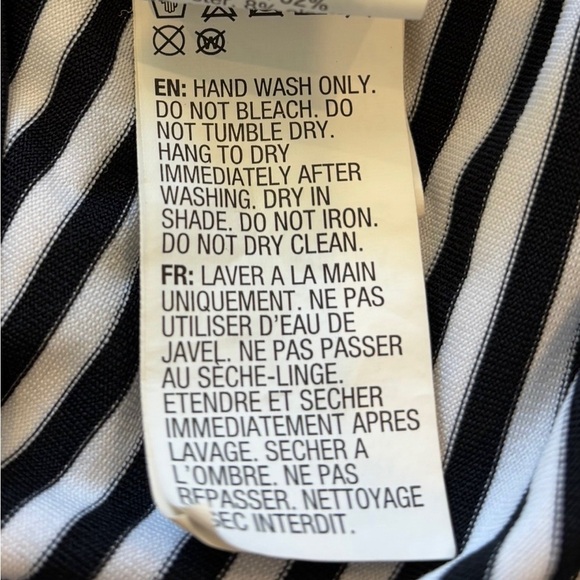 8% 62%
W
EN: HAND WASH ONLY.
DO NOT BLEACH. DO
NOT TUMBLE DRY.
HANG TO DRY
IMMEDIATELY AFTER
WASHING. DRY IN
SHADE. DO NOT IRON.
DO NOT DRY CLEAN.
FR: LAVER A LA MAIN
UNIQUEMENT. NE PAS
UTILISER D'EAU DE
JAVEL. NE PAS PASSER
AU SECHE-LINGE.
ETENDRE ET SECHER
IMMEDIATEMENT APRES
LAVAGE. SECHER A
L'OMBRE. NE PAS
REPASSER. NETTOYAGE
SEC INTERDIT.